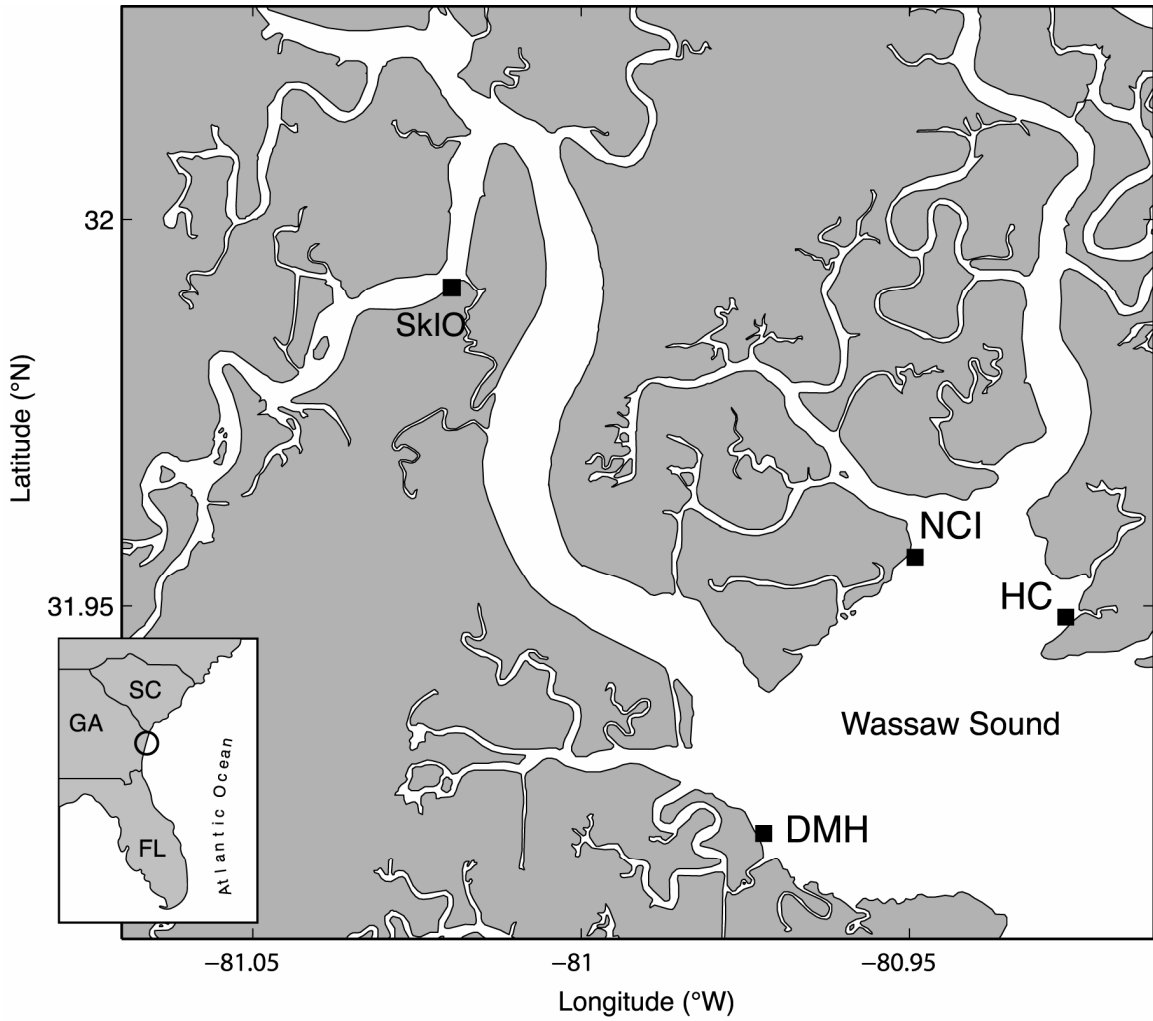 32
SkIO
Latitude (°N)
NCI
31.95
HC
SC
GA
Wassaw Sound
Atlantic Ocean
FL
DMH
−81.05
−81
−80.95
Longitude (°W)